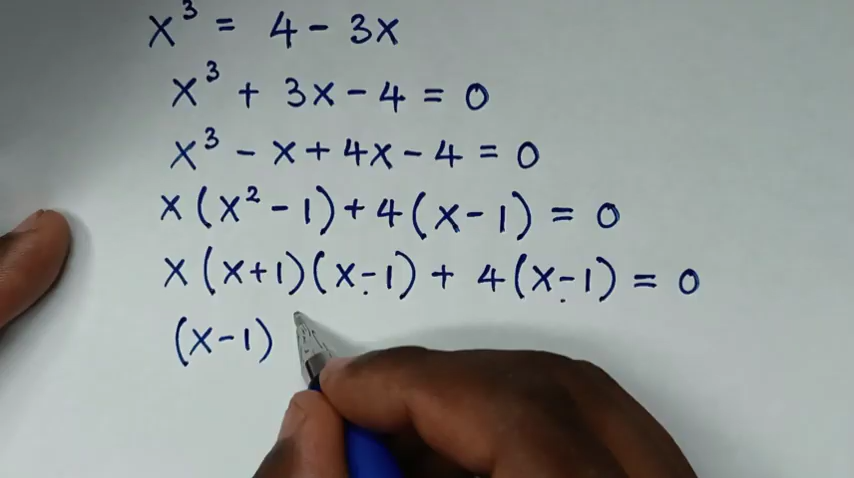 x³ = 4 - 3x
x³ + 3x - 4 = 0
x³ - x + 4x - 4 = 0
x(x² - 1) + 4(x - 1) = 0
x(x+1)(x-1) + 4(x-1) = 0
(x-1)